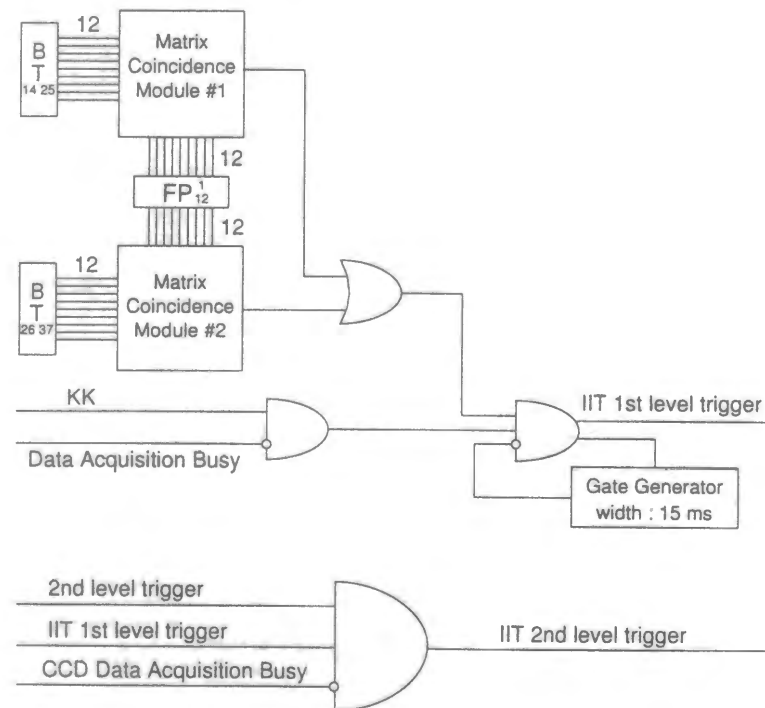 12
B
T
14 25
Matrix
Coincidence
Module #1
12
FP 1
12
12
12
B
T
26 37
Matrix
Coincidence
Module #2
KK
Data Acquisition Busy
IIT 1st level trigger
Gate Generator
width : 15 ms
2nd level trigger
IIT 1st level trigger
CCD Data Acquisition Busy
IIT 2nd level trigger